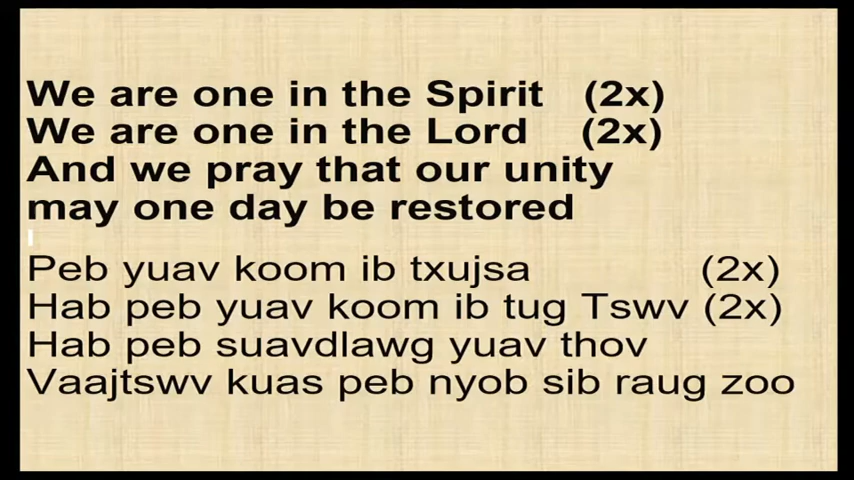 We are one in the Spirit (2x)
We are one in the Lord (2x)
And we pray that our unity
may one day be restored
Peb yuav koom ib txujsa (2x)
Hab peb yuav koom ib tug Tswv (2x)
Hab peb suavdlawg yuav thov
Vaajtswv kuas peb nyob sib raug zoo